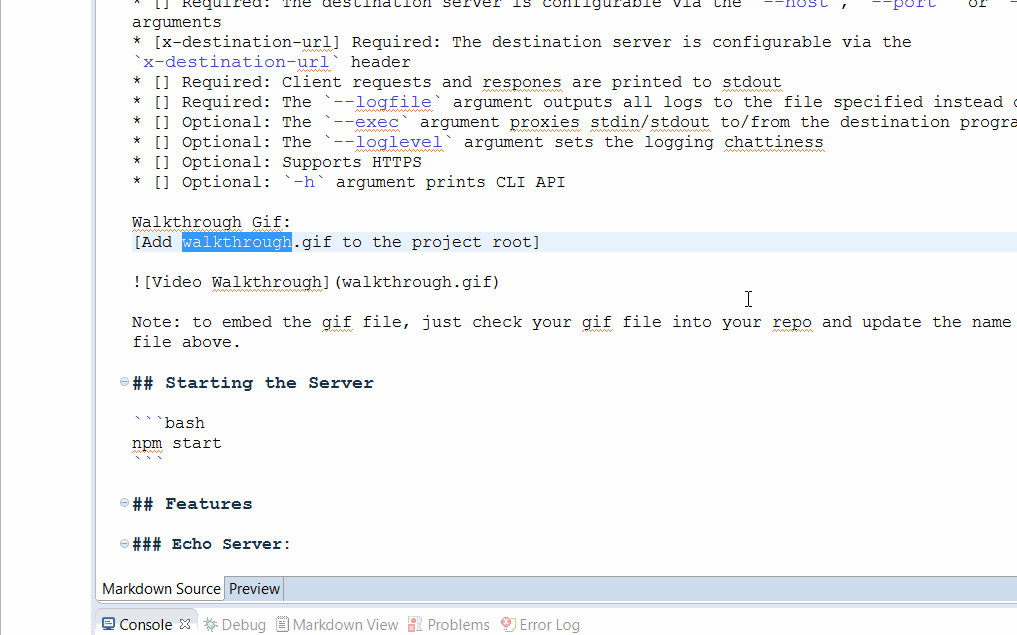 * [] Required: The destination server is configurable via the `--host`, `--port` or
arguments
* [x-destination-url] Required: The destination server is configurable via the
`x-destination-url` header
* [] Required: Client requests and respones are printed to stdout
* [] Required: The `--logfile` argument outputs all logs to the file specified instead
* [] Optional: The `--exec` argument proxies stdin/stdout to/from the destination progra
* [] Optional: The `--loglevel` argument sets the logging chattiness
* [] Optional: Supports HTTPS
* [] Optional: `-h` argument prints CLI API
Walkthrough Gif:
[Add walkthrough.gif to the project root]
![Video Walkthrough](walkthrough.gif)
Note: to embed the gif file, just check your gif file into your repo and update the name
file above.
## Starting the Server
```bash
npm start
```
## Features
### Echo Server:
Markdown Source Preview
Console Debug Markdown View Problems Error Log